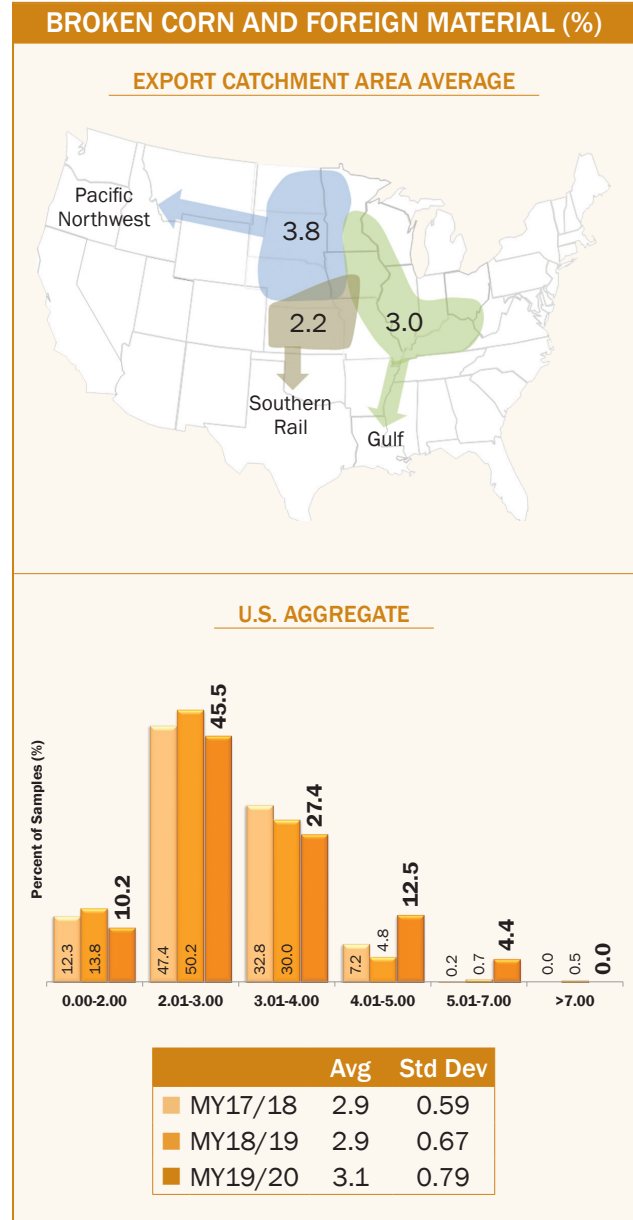 BROKEN CORN AND FOREIGN MATERIAL (%)
EXPORT CATCHMENT AREA AVERAGE
Pacific
Northwest
3.8
2.2
3.0
Southern
Rail
Gulf
U.S. AGGREGATE
Percent of Samples (%)
12.3 13.8 10.2 47.4 50.2 45.5 32.8 30.0 27.4 7.2 4.8 12.5 0.2 0.7 4.4 0.0 0.5 0.0
0.00-2.00 2.01-3.00 3.01-4.00 4.01-5.00 5.01-7.00 >7.00
Avg Std Dev
MY17/18 2.9 0.59
MY18/19 2.9 0.67
MY19/20 3.1 0.79